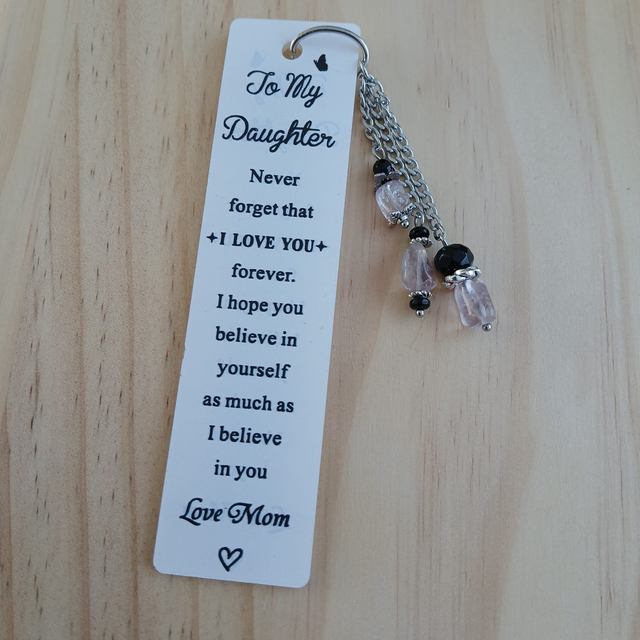 To My
Daughter
Never
forget that
I LOVE YOU
forever.
I hope you
believe in
yourself
as much as
I believe
in you
Love Mom